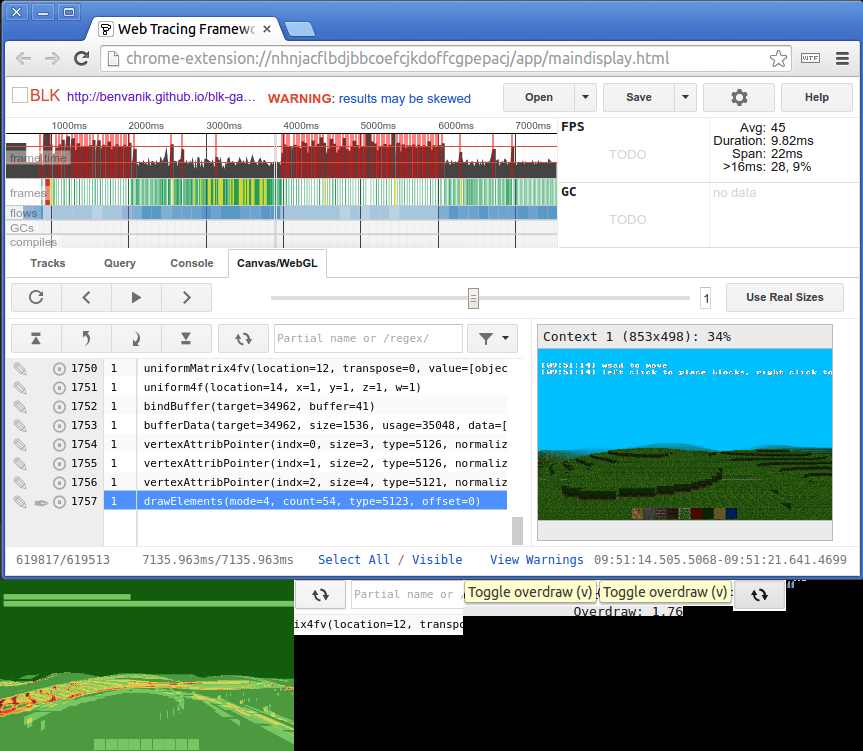 Web Tracing Framewo
chrome-extension://nhnjacflbdjbbcoefcjkdoffcgpepacj/app/maindisplay.html
WTF
BLK http://benvanik.github.io/blk-ga... WARNING: results may be skewed Open Save Help
1000ms 2000ms 3000ms 4000ms 5000ms 6000ms 7000ms
frame time
frames
flows
GCs
compiles
FPS
TODO
Avg: 45
Duration: 9.82ms
Span: 22ms
>16ms: 28, 9%
GC
TODO
no data
Tracks Query Console Canvas/WebGL
1 Use Real Sizes
Partial name or /regex/
1750 1 uniformMatrix4fv(location=12, transpose=0, value=[objec
1751 1 uniform4f(location=14, x=1, y=1, z=1, w=1)
1752 1 bindBuffer(target=34962, buffer=41)
1753 1 bufferData(target=34962, size=1536, usage=35048, data=[
1754 1 vertexAttribPointer(indx=0, size=3, type=5126, normaliz
1755 1 vertexAttribPointer(indx=1, size=2, type=5126, normaliz
1756 1 vertexAttribPointer(indx=2, size=4, type=5121, normaliz
1757 1 drawElements(mode=4, count=54, type=5123, offset=0)
Context 1 (853x498): 34%
[09:51:14] wsad to move
[09:51:14] left click to place blocks, right click to
619817/619513 7135.963ms/7135.963ms Select All / Visible View Warnings 09:51:14.505.5068-09:51:21.641.4699
Partial name or /
Toggle overdraw (v) Toggle overdraw (v)
Overdraw: 1.76
ix4fv(location=12, transpo